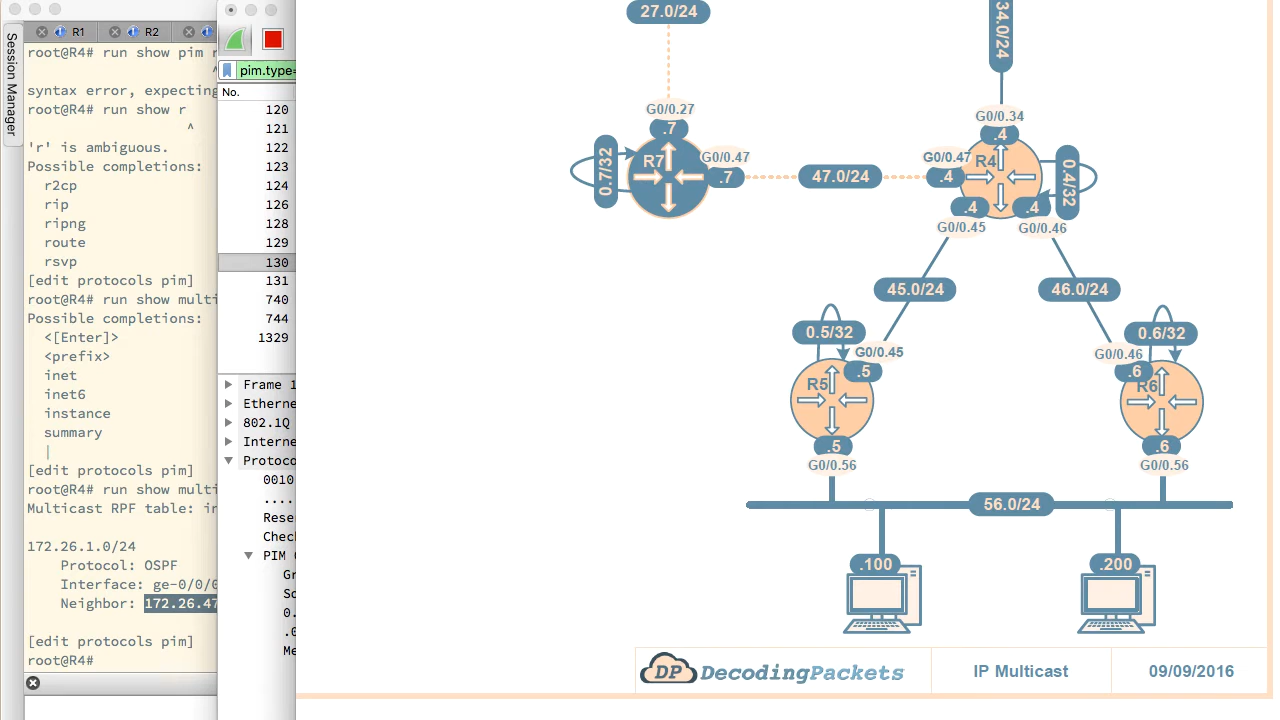 Session Manager
R1
R2
root@R4# run show pim r
^
syntax error, expecting
root@R4# run show r
^
'r' is ambiguous.
Possible completions:
r2cp
rip
ripng
route
rsvp
[edit protocols pim]
root@R4# run show multi
Possible completions:
<[Enter]>
<prefix>
inet
inet6
instance
summary
|
[edit protocols pim]
root@R4# run show multi
Multicast RPF table: in
172.26.1.0/24
Protocol: OSPF
Interface: ge-0/0/0
Neighbor: 172.26.47
[edit protocols pim]
root@R4#
pim.type=
No.
120
121
122
123
124
126
128
129
130
131
740
744
1329
Frame 1
Ethern
802.1Q
Intern
Protoco
0010
....
Rese
Chec
PIM
Gr
So
0.
.0
Me
27.0/24
34.0/24
G0/0.27
.7
R7
0.7/32
G0/0.47
.7
47.0/24
G0/0.34
.4
G0/0.47
.4
R4
0.4/32
.4
.4
G0/0.45
G0/0.46
45.0/24
46.0/24
0.5/32
G0/0.45
.5
R5
.5
G0/0.56
0.6/32
G0/0.46
.6
R6
.6
G0/0.56
56.0/24
.100
.200
DP DecodingPackets
IP Multicast
09/09/2016